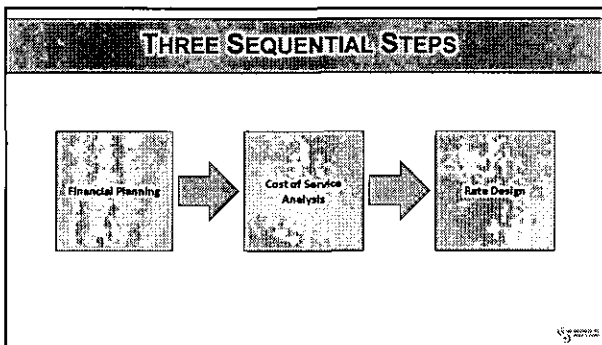 THREE SEQUENTIAL STEPS
Financial Planning
Cost of Service
Analysis
Rate Design